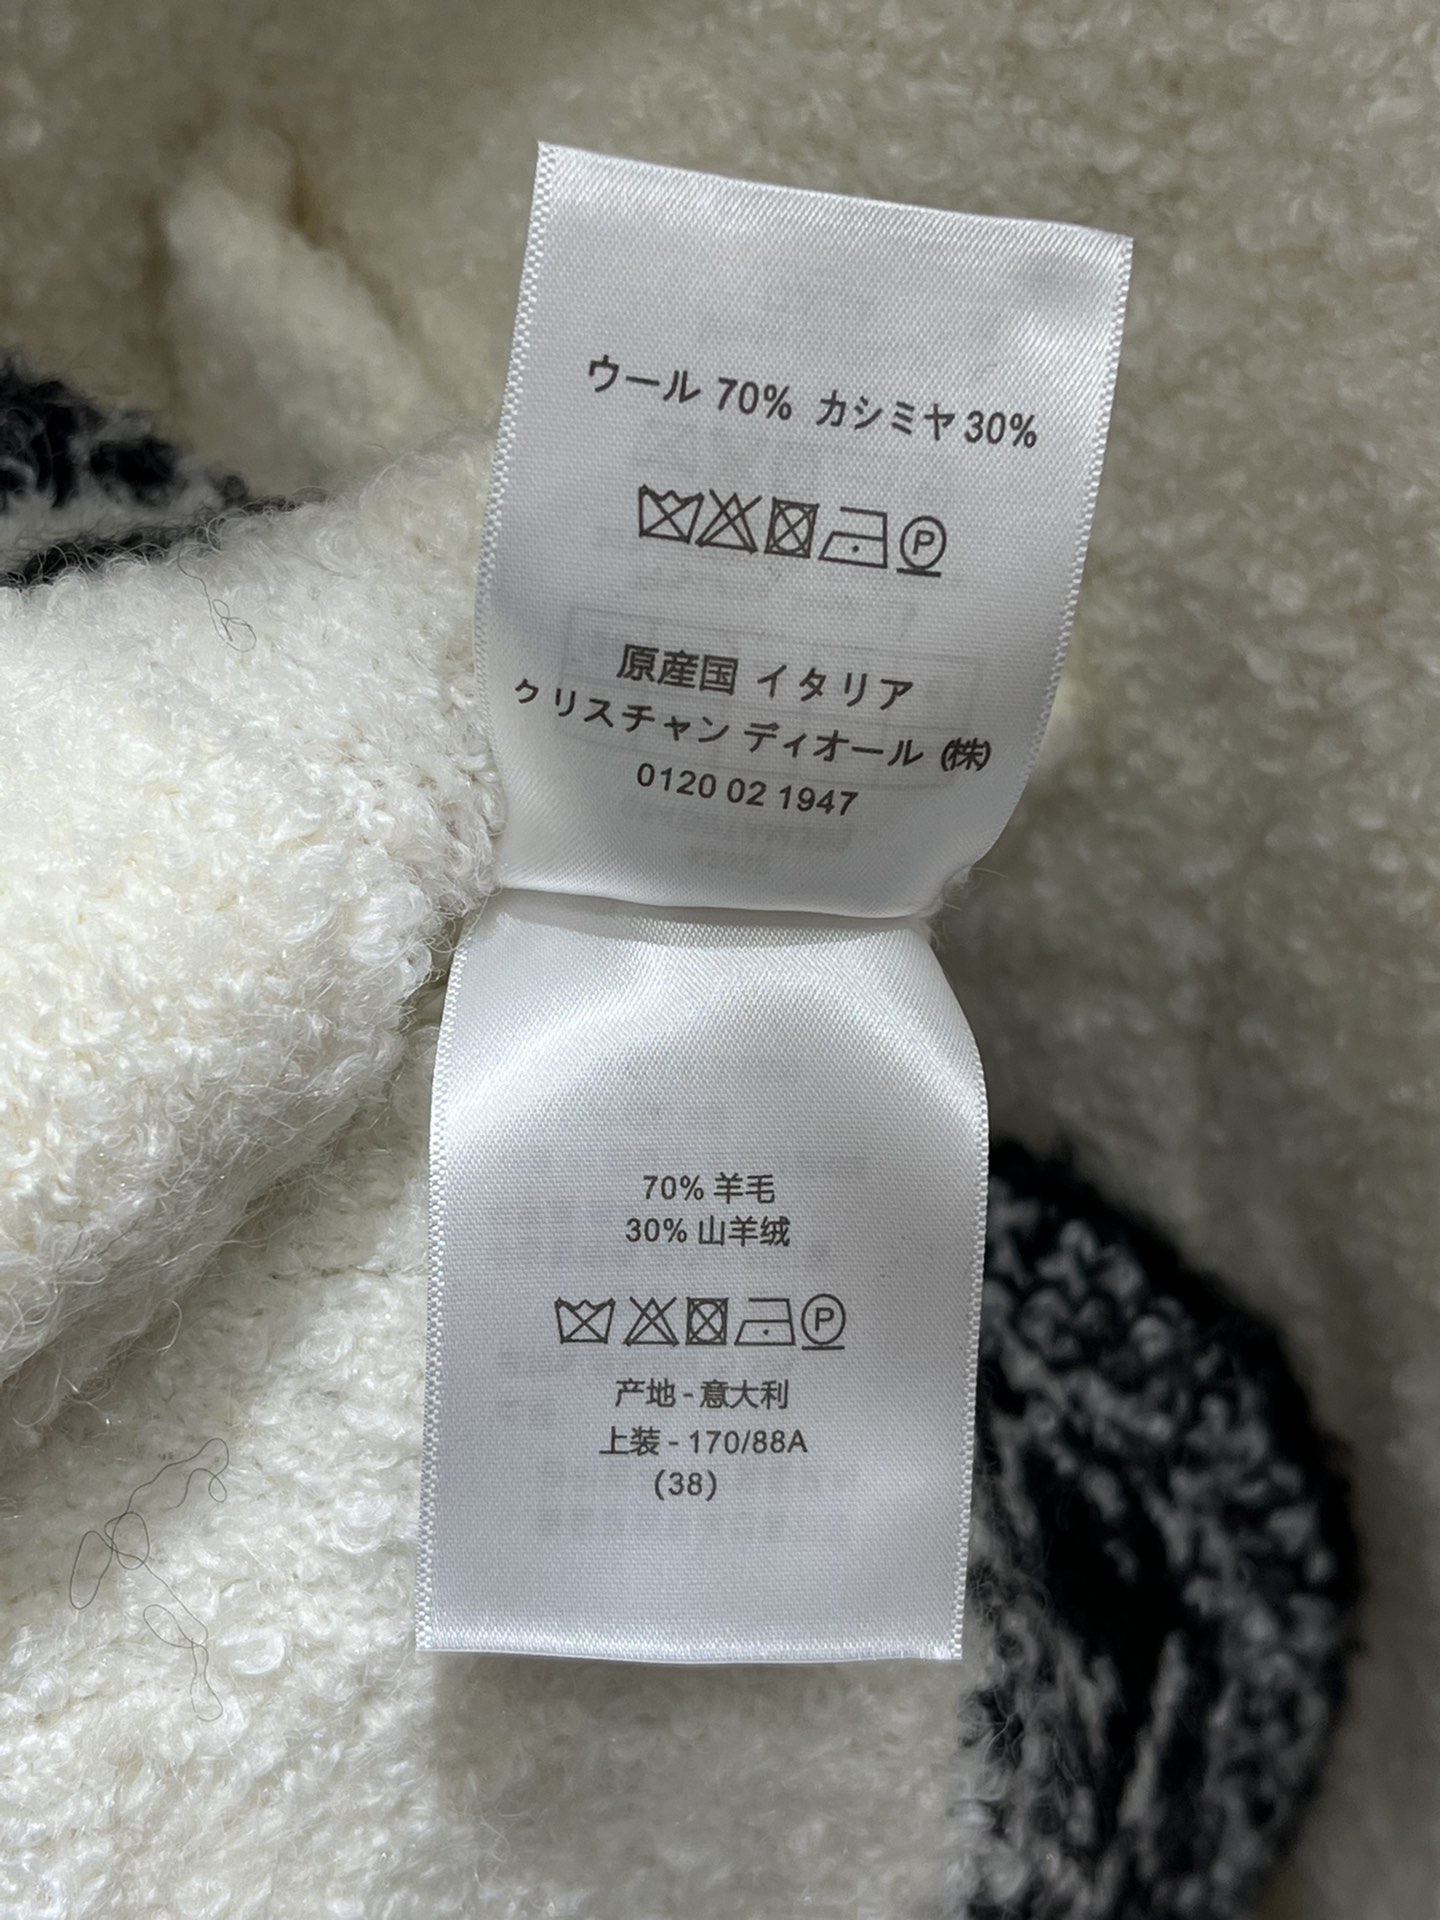 ウール 70% カシミヤ 30%
P
原産国 イタリア
クリスチャン ディオール (株)
0120 02 1947
70% 羊毛
30% 山羊绒
P
产地 - 意大利
上装 - 170/88A
(38)